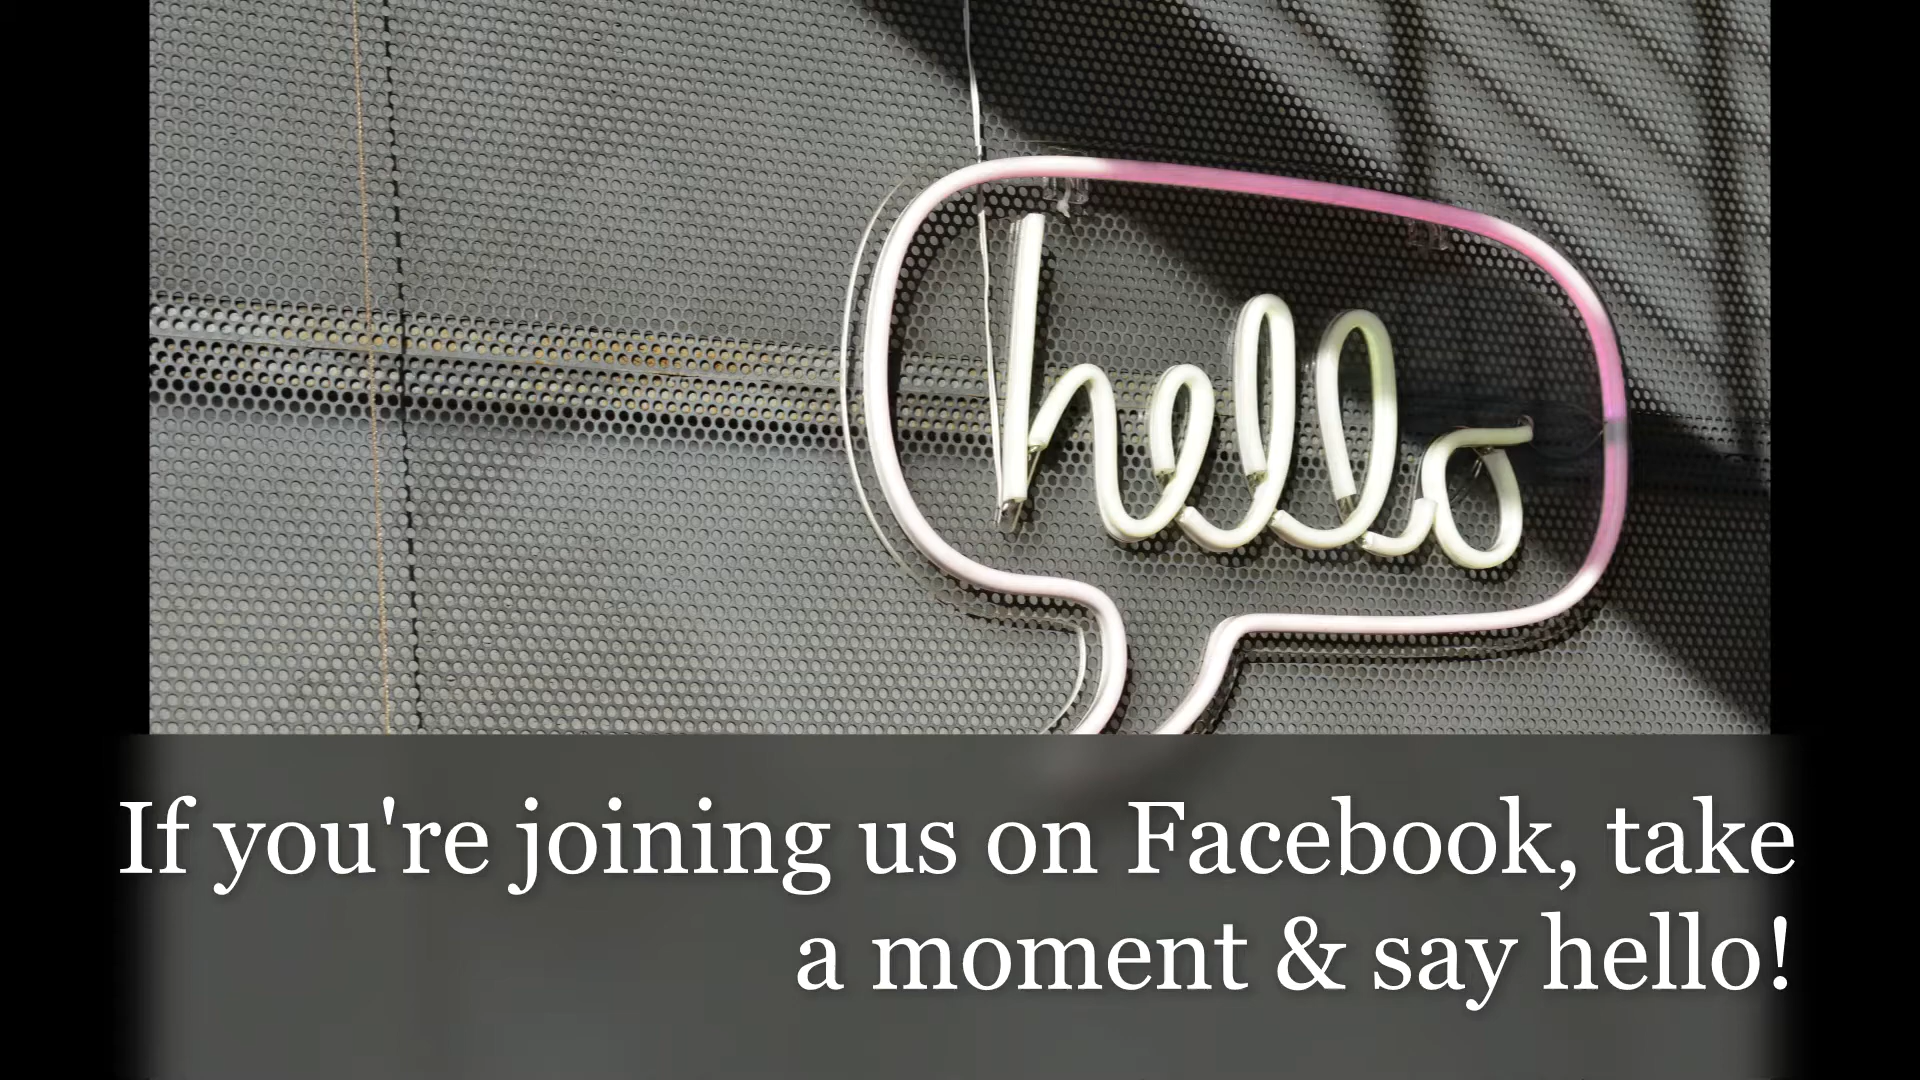 hello
If you're joining us on Facebook, take
a moment & say hello!